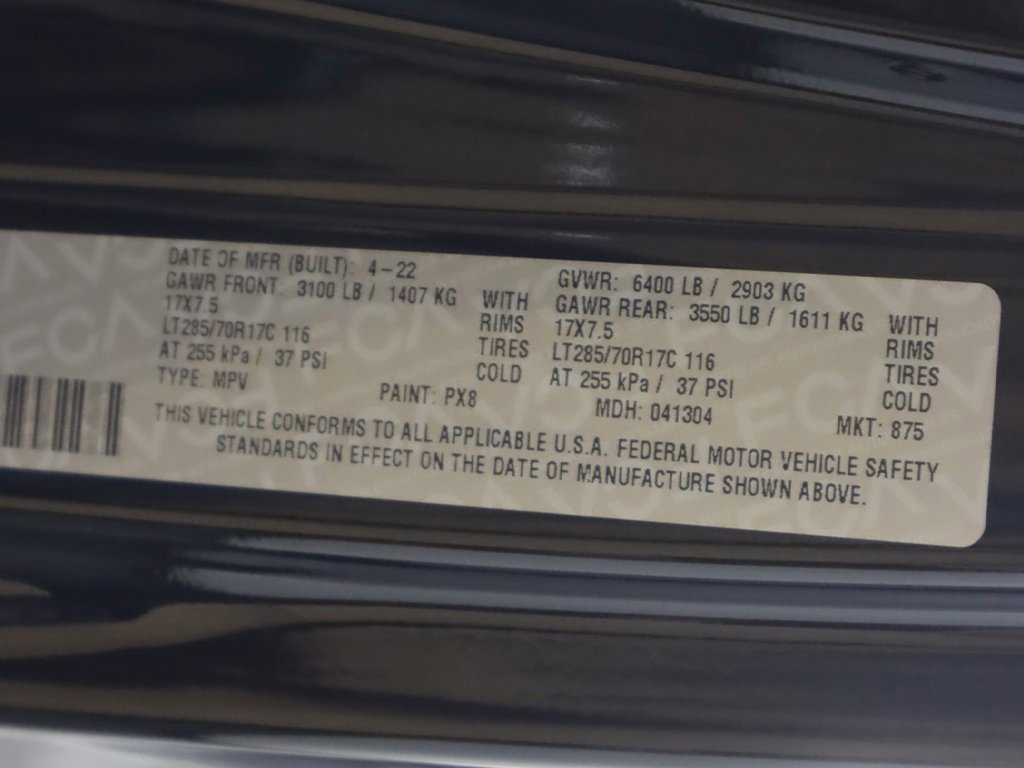 DATE OF MFR (BUILT): 4-22 GVWR: 6400 LB / 2903 KG
GAWR FRONT: 3100 LB / 1407 KG WITH GAWR REAR: 3550 LB / 1611 KG WITH
17X7.5 RIMS 17X7.5 RIMS
LT285/70R17C 116 TIRES LT285/70R17C 116 TIRES
AT 255 kPa / 37 PSI COLD AT 255 kPa / 37 PSI COLD
TYPE: MPV PAINT: PX8 MDH: 041304 MKT: 875
THIS VEHICLE CONFORMS TO ALL APPLICABLE U.S.A. FEDERAL MOTOR VEHICLE SAFETY
STANDARDS IN EFFECT ON THE DATE OF MANUFACTURE SHOWN ABOVE.